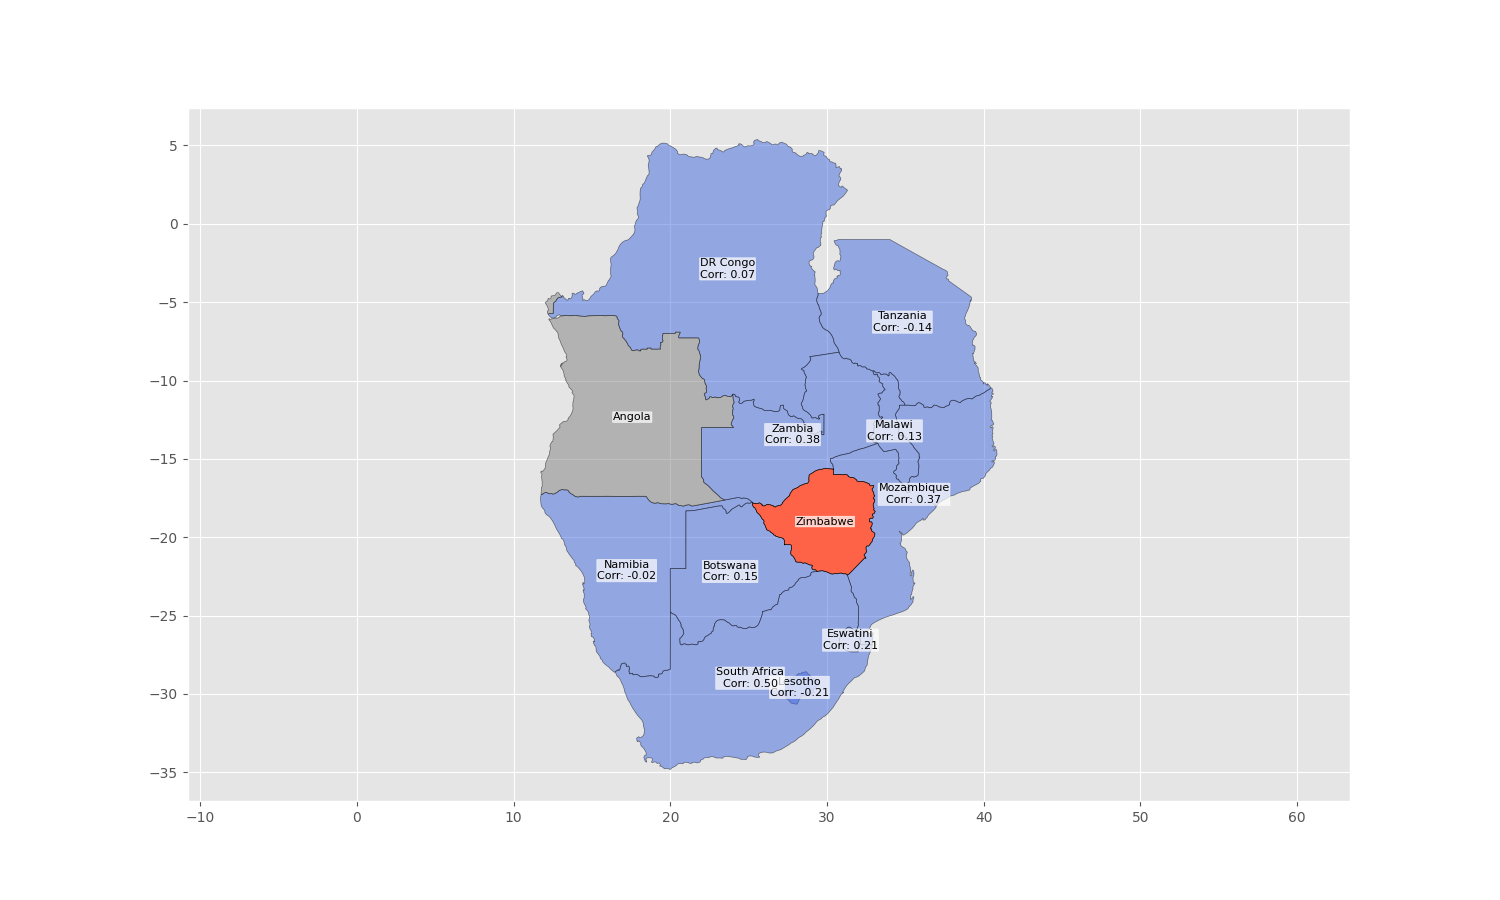 5
0
−5
−10
−15
−20
−25
−30
−35
−10
0
10
20
30
40
50
60
DR Congo
Corr: 0.07
Tanzania
Corr: -0.14
Angola
Zambia
Corr: 0.38
Malawi
Corr: 0.13
Mozambique
Corr: 0.37
Zimbabwe
Namibia
Corr: -0.02
Botswana
Corr: 0.15
Eswatini
Corr: 0.21
South Africa
Corr: 0.50
Lesotho
Corr: -0.21